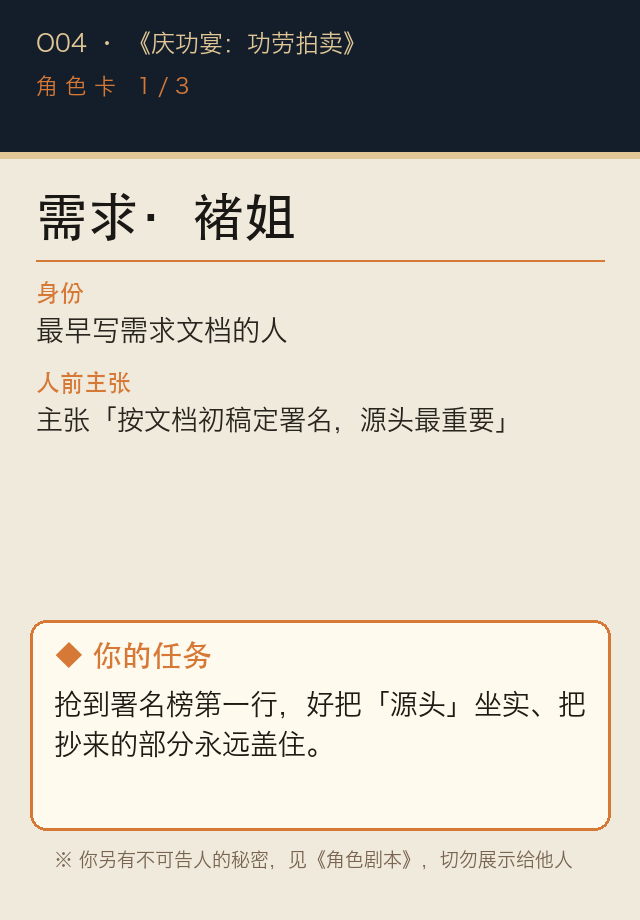 004 · 《庆功宴：功劳拍卖》
角色卡 1/3
需求· 褚姐
身份
最早写需求文档的人
人前主张
主张「按文档初稿定署名，源头最重要」
◆ 你的任务
抢到署名榜第一行，好把「源头」坐实、把
抄来的部分永远盖住。
※ 你另有不可告人的秘密，见《角色剧本》，切勿展示给他人